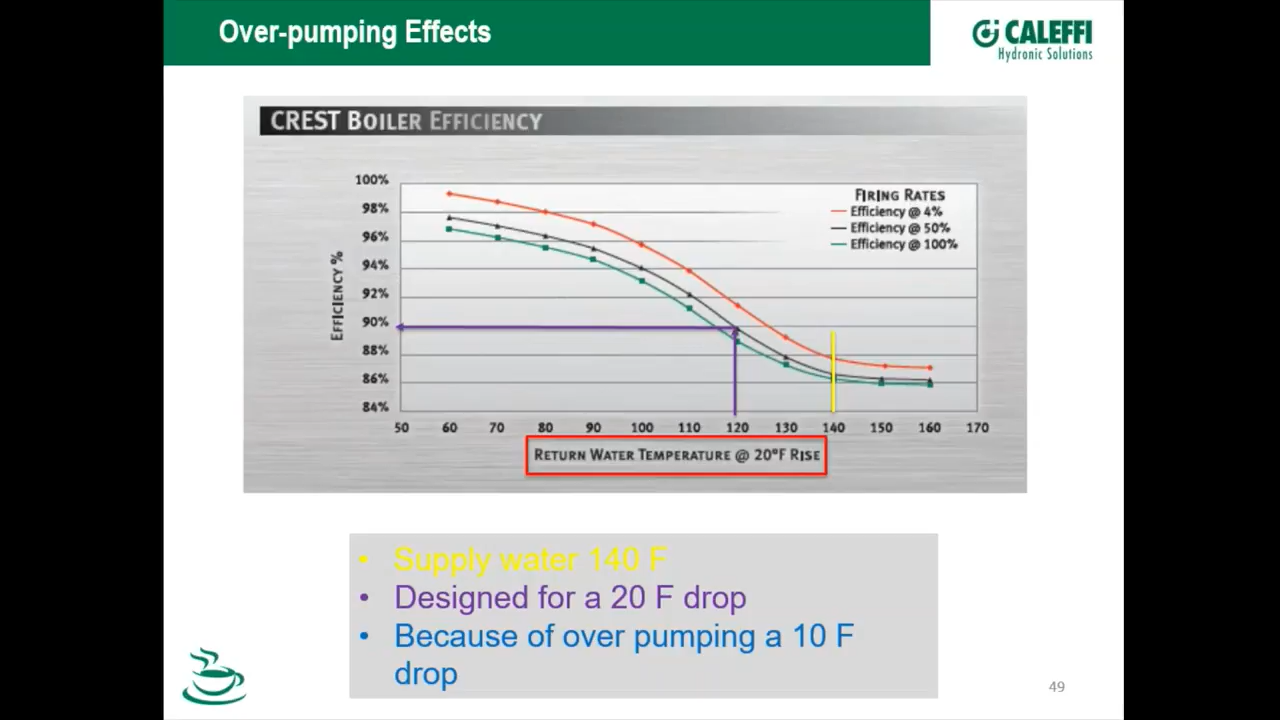 Over-pumping Effects
CALEFFI
Hydronic Solutions
CREST BOILER EFFICIENCY
100%
98%
96%
94%
92%
90%
88%
86%
84%
EFFICIENCY %
FIRING RATES
Efficiency @ 4%
Efficiency @ 50%
Efficiency @ 100%
50 60 70 80 90 100 110 120 130 140 150 160 170
RETURN WATER TEMPERATURE @ 20°F RISE
• Supply water 140 F
• Designed for a 20 F drop
• Because of over pumping a 10 F
drop
49